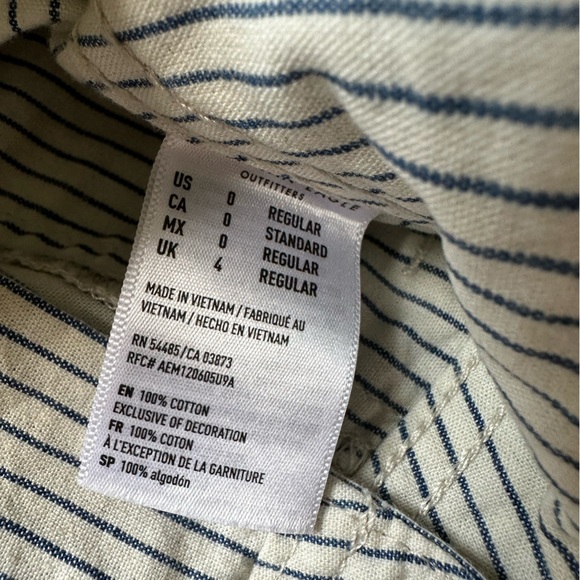 EAGLE
OUTFITTERS
US 0 REGULAR
CA 0 STANDARD
MX 0 REGULAR
UK 4 REGULAR
MADE IN VIETNAM / FABRIQUÉ AU
VIETNAM / HECHO EN VIETNAM
RN 54485/CA 03873
RFC# AEM120605U9A
EN 100% COTTON
EXCLUSIVE OF DECORATION
FR 100% COTON
À L'EXCEPTION DE LA GARNITURE
SP 100% algodón